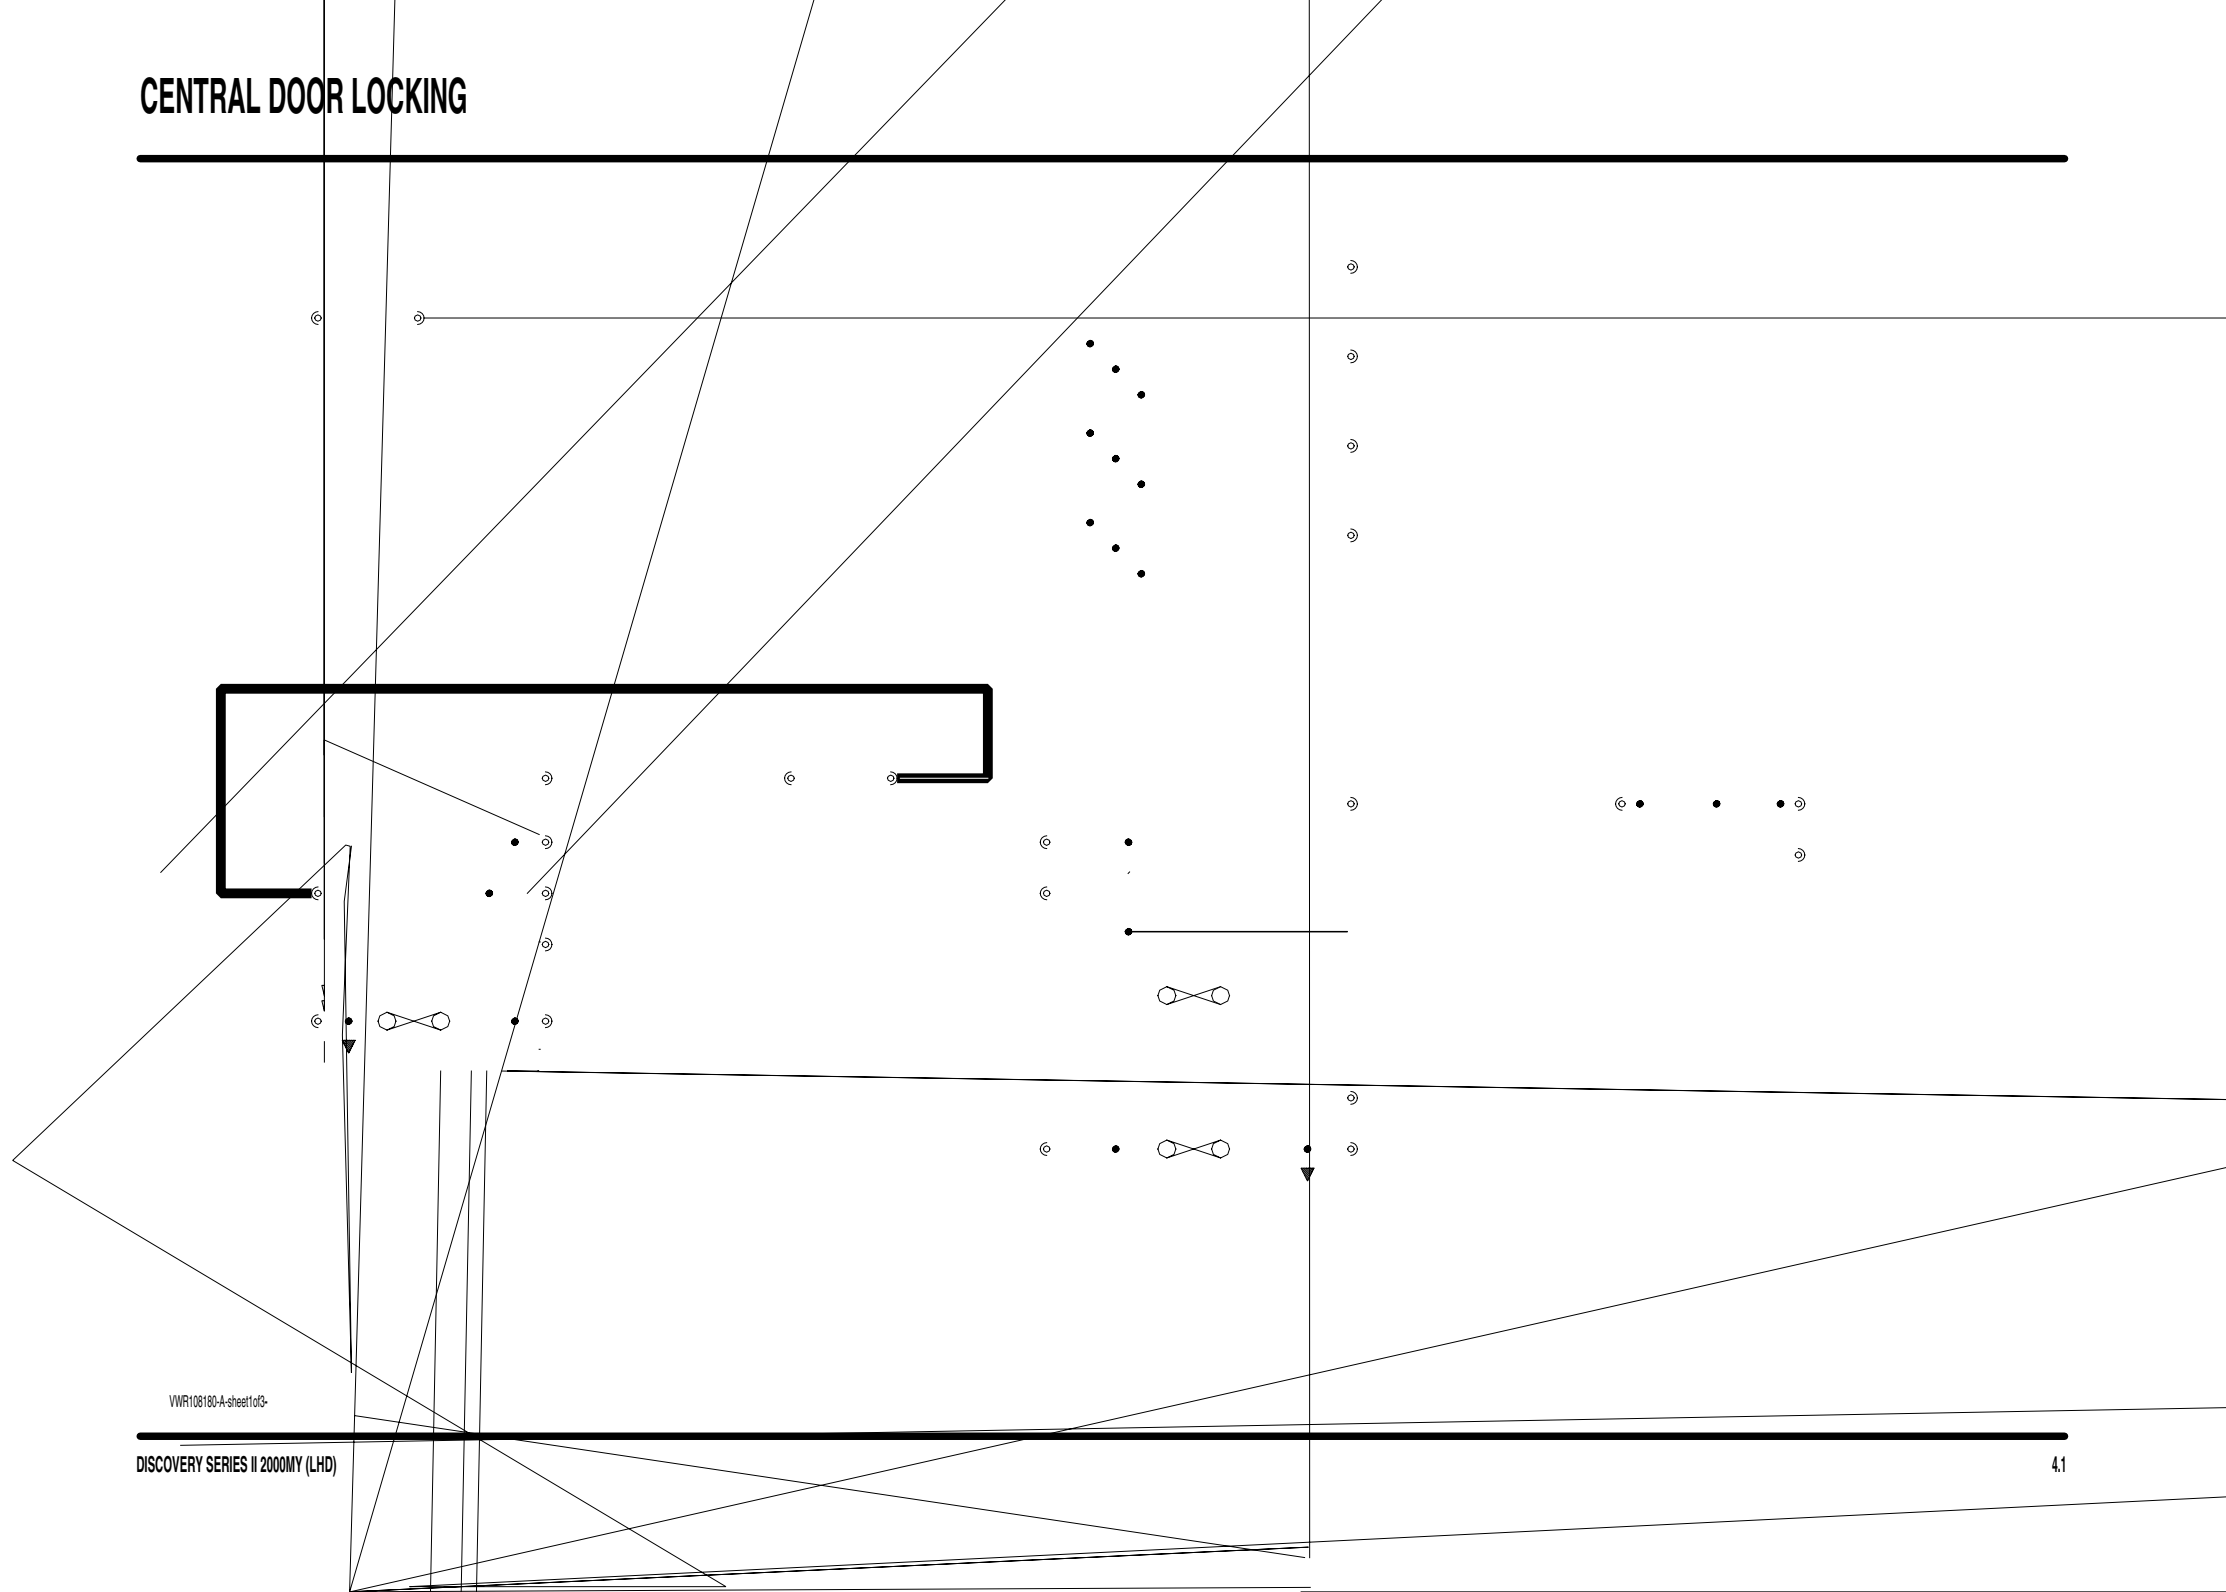 CENTRAL DOOR LOCKING
VWR108180-A-sheet1of3-
DISCOVERY SERIES II 2000MY (LHD)
4.1